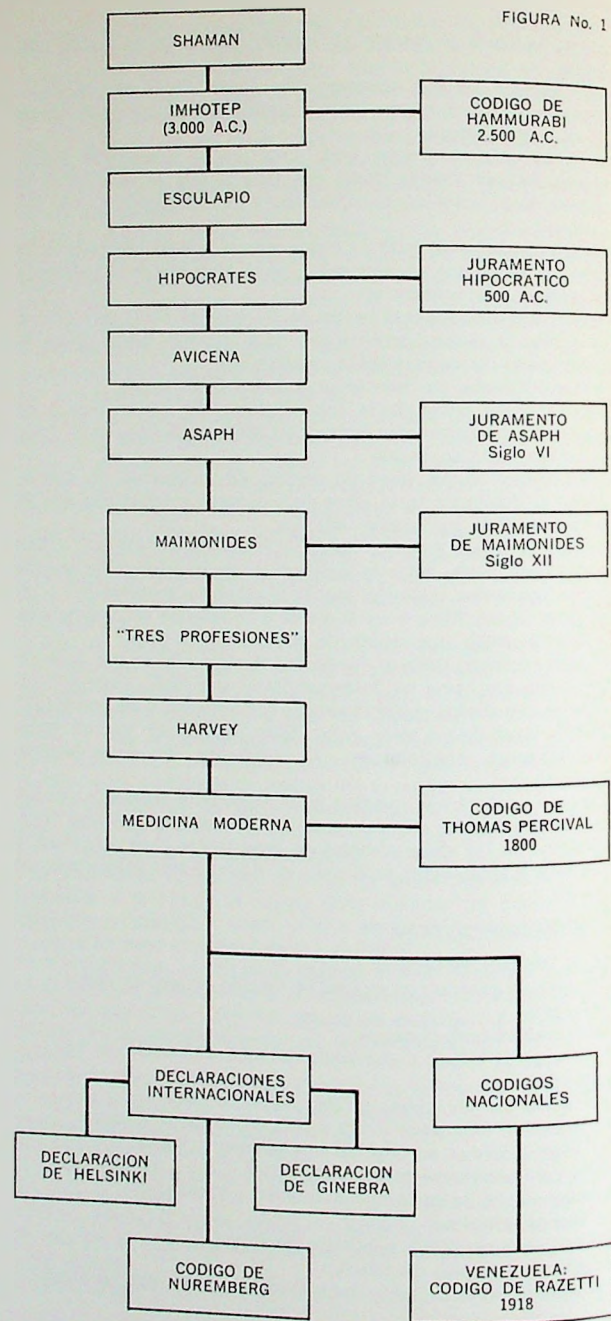 FIGURA No. 1
SHAMAN
IMHOTEP
(3.000 A.C.)
CODIGO DE
HAMMURABI
2.500 A.C.
ESCULAPIO
HIPOCRATES
JURAMENTO
HIPOCRATICO
500 A.C.
AVICENA
ASAPH
JURAMENTO
DE ASAPH
Siglo VI
MAIMONIDES
JURAMENTO
DE MAIMONIDES
Siglo XII
"TRES PROFESIONES"
HARVEY
MEDICINA MODERNA
CODIGO DE
THOMAS PERCIVAL
1800
DECLARACIONES
INTERNACIONALES
CODIGOS
NACIONALES
DECLARACION
DE HELSINKI
DECLARACION
DE GINEBRA
CODIGO DE
NUREMBERG
VENEZUELA:
CODIGO DE RAZETTI
1918